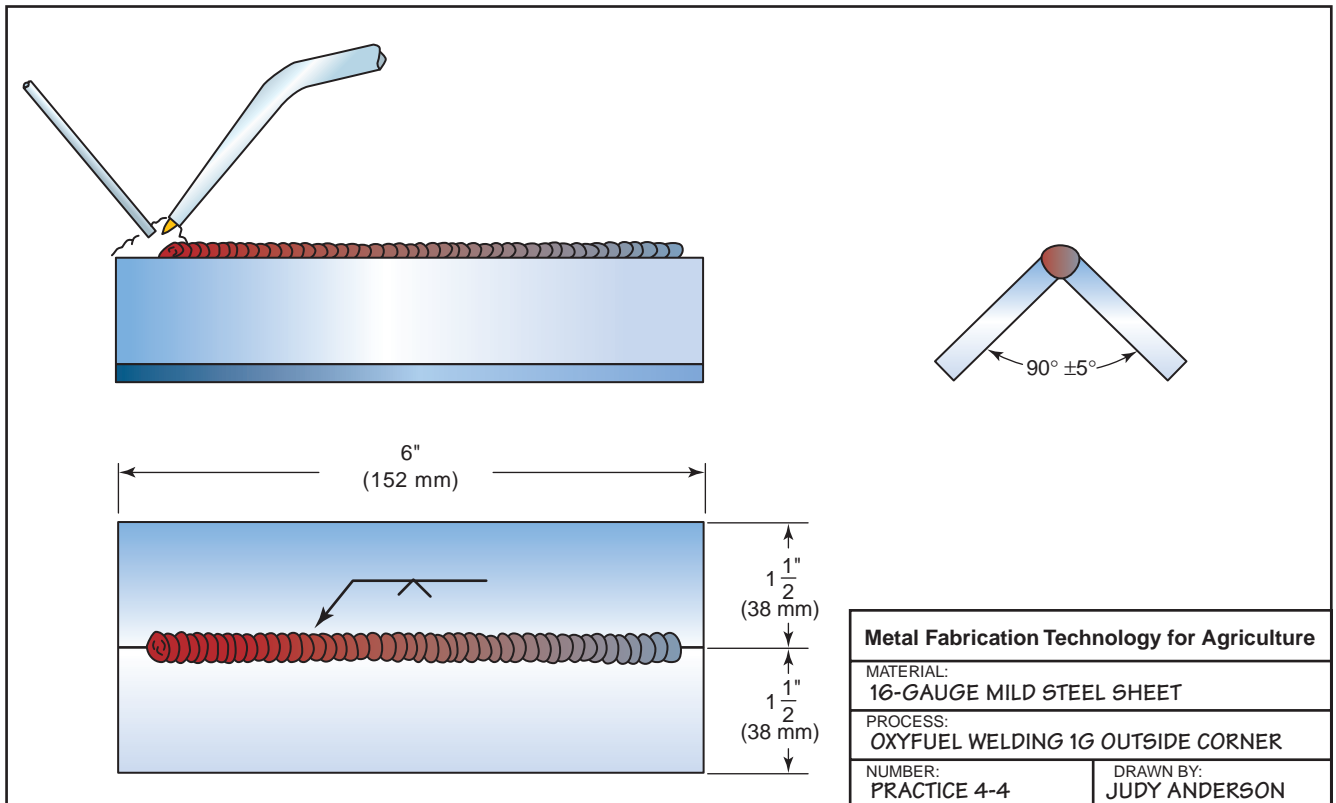 90° ±5°
6"
(152 mm)
1 1/2"
(38 mm)
1 1/2"
(38 mm)
Metal Fabrication Technology for Agriculture
MATERIAL:
16-GAUGE MILD STEEL SHEET
PROCESS:
OXYFUEL WELDING 1G OUTSIDE CORNER
NUMBER:
PRACTICE 4-4
DRAWN BY:
JUDY ANDERSON